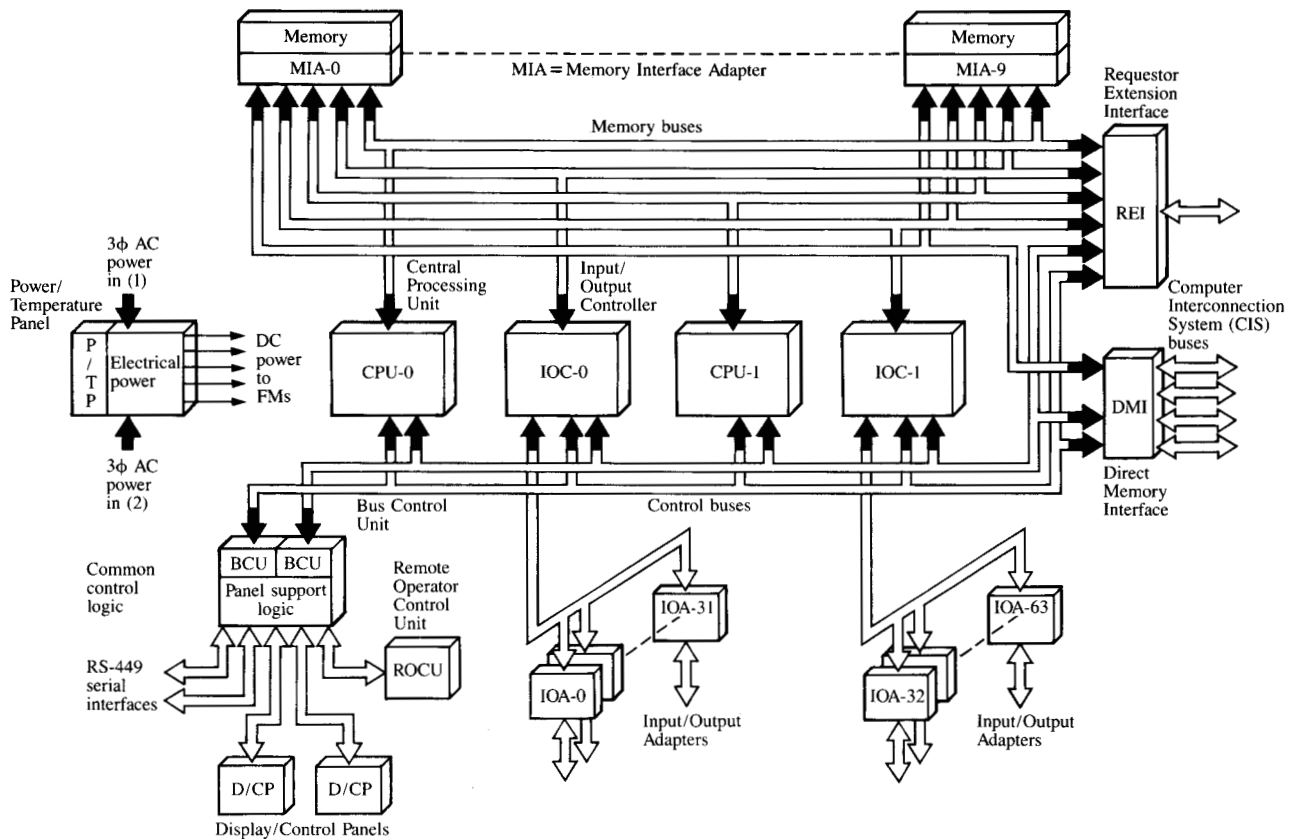 Memory
MIA-0
MIA = Memory Interface Adapter
Memory
MIA-9
Requestor
Extension
Interface
Memory buses
REI
3ϕ AC
power
in (1)
Power/
Temperature
Panel
P
/
T
P
Electrical
power
DC
power
to
FMs
Central
Processing
Unit
Input/
Output
Controller
Computer
Interconnection
System (CIS)
buses
CPU-0
IOC-0
CPU-1
IOC-1
DMI
3ϕ AC
power
in (2)
Bus Control
Unit
Control buses
Direct
Memory
Interface
Common
control
logic
BCU
BCU
Panel support
logic
Remote
Operator
Control
Unit
RS-449
serial
interfaces
ROCU
IOA-31
IOA-0
Input/Output
Adapters
IOA-63
IOA-32
Input/Output
Adapters
D/CP
D/CP
Display/Control Panels